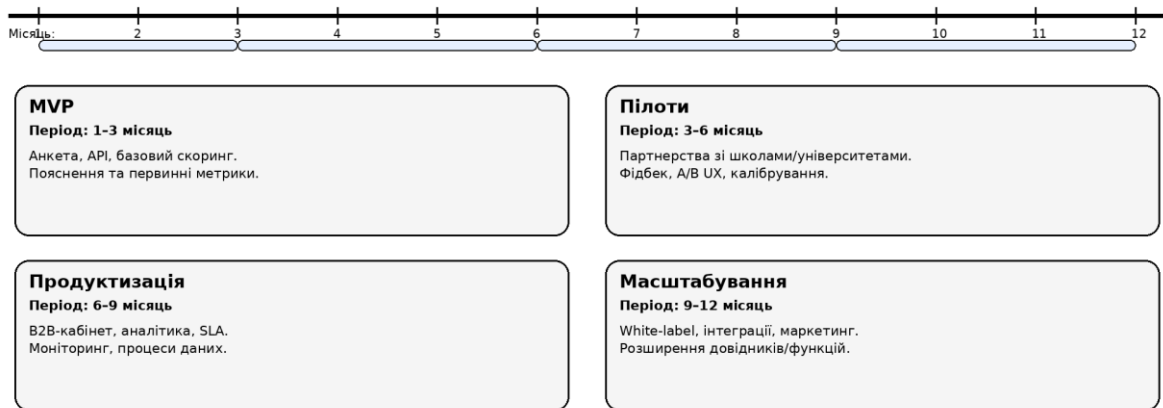 Місяць:
1 2 3 4 5 6 7 8 9 10 11 12
MVP
Період: 1–3 місяць
Анкета, API, базовий скоринг.
Пояснення та первинні метрики.
Пілоти
Період: 3–6 місяць
Партнерства зі школами/університетами.
Фідбек, A/B UX, калібрування.
Продуктизація
Період: 6–9 місяць
B2B-кабінет, аналітика, SLA.
Моніторинг, процеси даних.
Масштабування
Період: 9–12 місяць
White-label, інтеграції, маркетинг.
Розширення довідників/функцій.